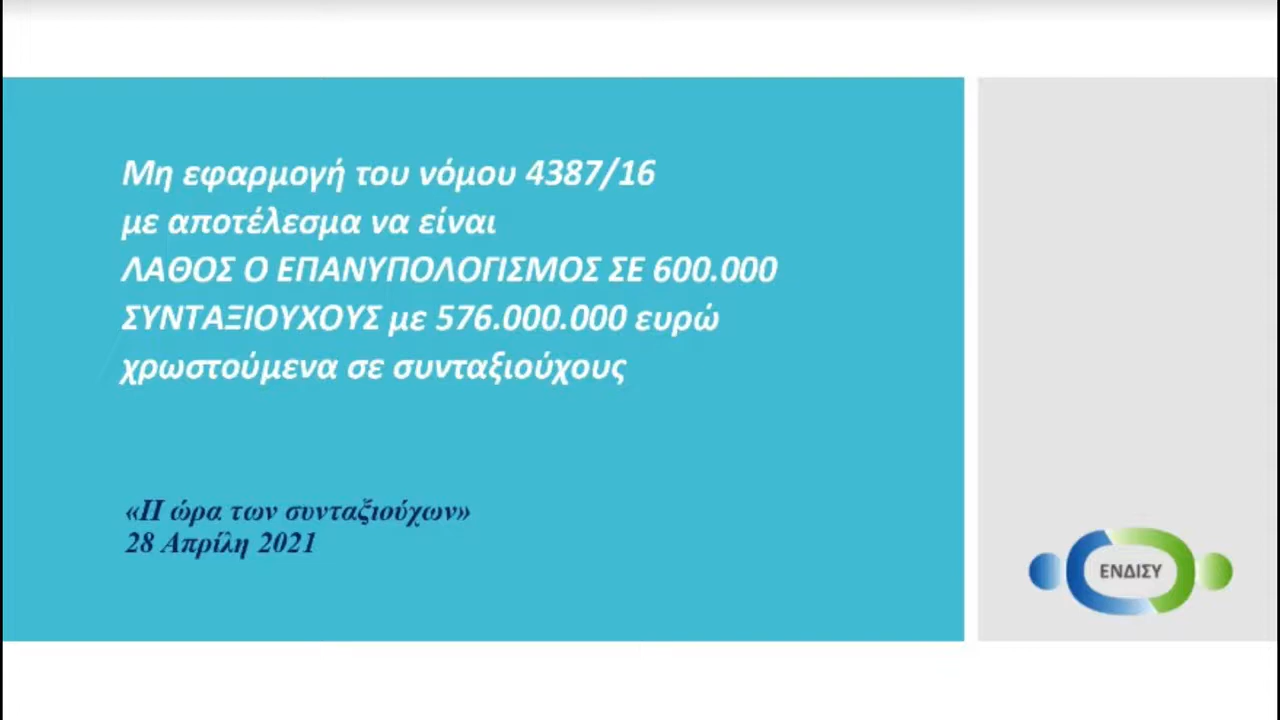 Μη εφαρμογή του νόμου 4387/16
με αποτέλεσμα να είναι
ΛΑΘΟΣ Ο ΕΠΑΝΥΠΟΛΟΓΙΣΜΟΣ ΣΕ 600.000
ΣΥΝΤΑΞΙΟΥΧΟΥΣ με 576.000.000 ευρώ
χρωστούμενα σε συνταξιούχους
«Η ώρα των συνταξιούχων»
28 Απρίλη 2021
ΕΝΔΙΣΥ